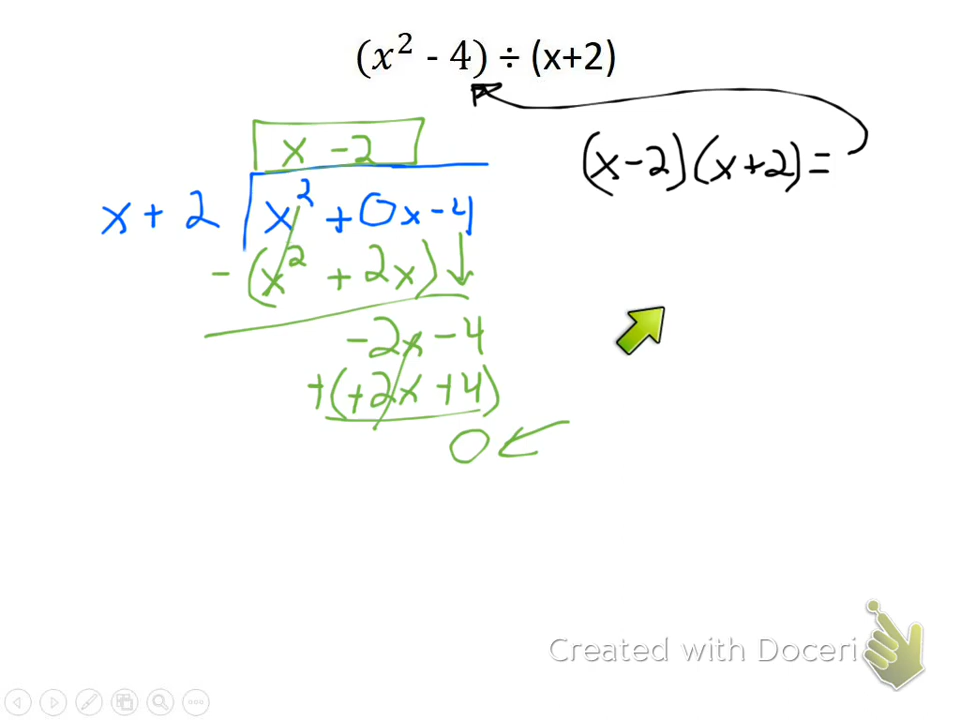 (x² - 4) ÷ (x+2)
x - 2
(x-2)(x+2)=
x + 2 x² + 0x - 4
- (x² + 2x)
-2x - 4
+(+2x + 4)
0
Created with Doceri